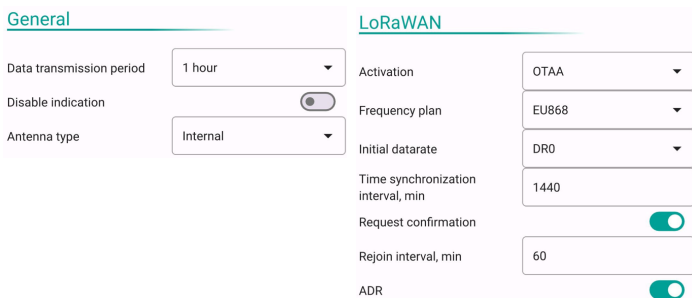 General
Data transmission period
1 hour
Disable indication
Antenna type
Internal
LoRaWAN
Activation
OTAA
Frequency plan
EU868
Initial datarate
DR0
Time synchronization
interval, min
1440
Request confirmation
Rejoin interval, min
60
ADR